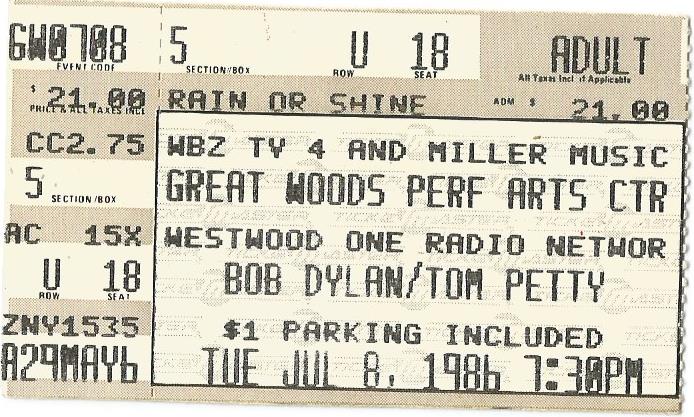 GW0708 5 U 18 ADULT
EVENT CODE SECTION/BOX ROW SEAT All Taxes Incl if Applicable
$ 21.00 RAIN OR SHINE ADM $ 21.00
PRICE & ALL TAXES INCL
CC2.75 WBZ TV 4 AND MILLER MUSIC
5 SECTION/BOX GREAT WOODS PERF ARTS CTR
AC 15X WESTWOOD ONE RADIO NETWOR
U 18 BOB DYLAN/TOM PETTY
ROW SEAT
ZNY1535 $1 PARKING INCLUDED
A29MAY6 TUE JUL 8, 1986 7:30PM